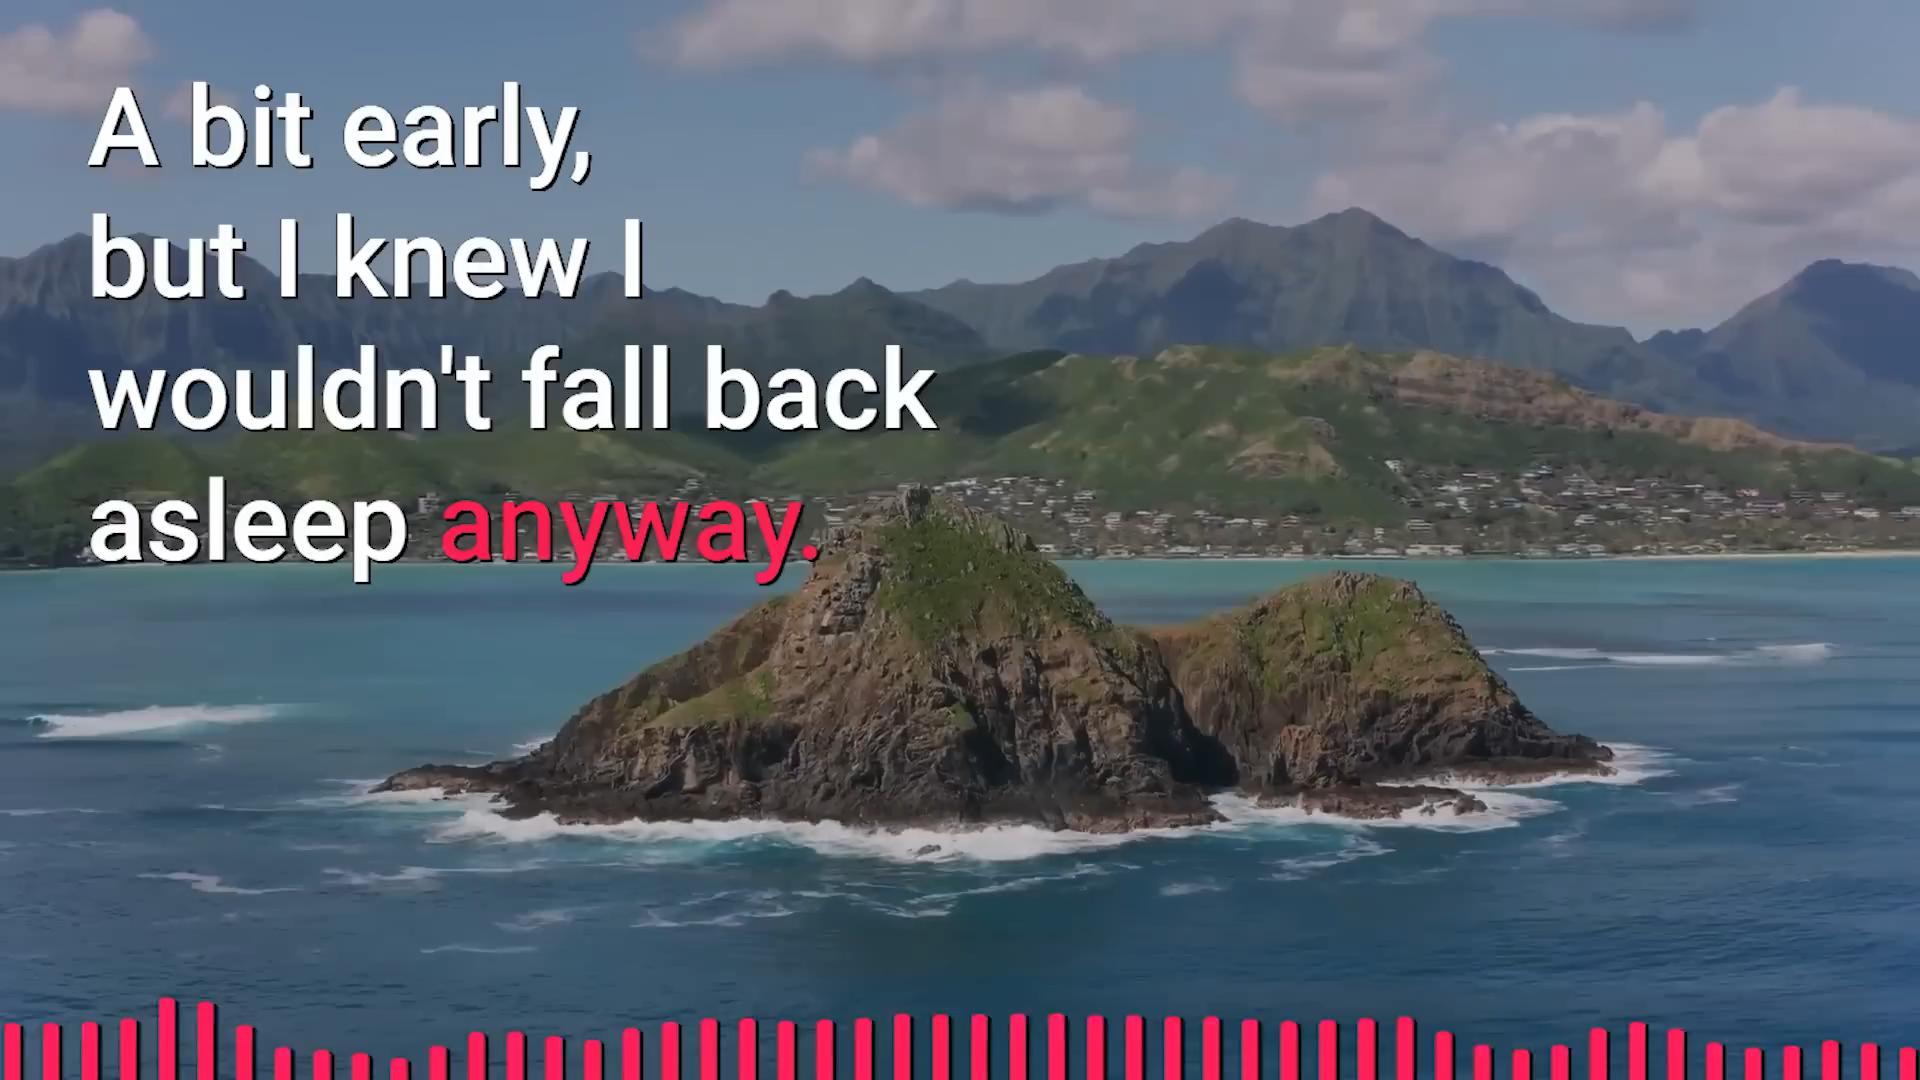 A bit early,
but I knew I
wouldn't fall back
asleep anyway.